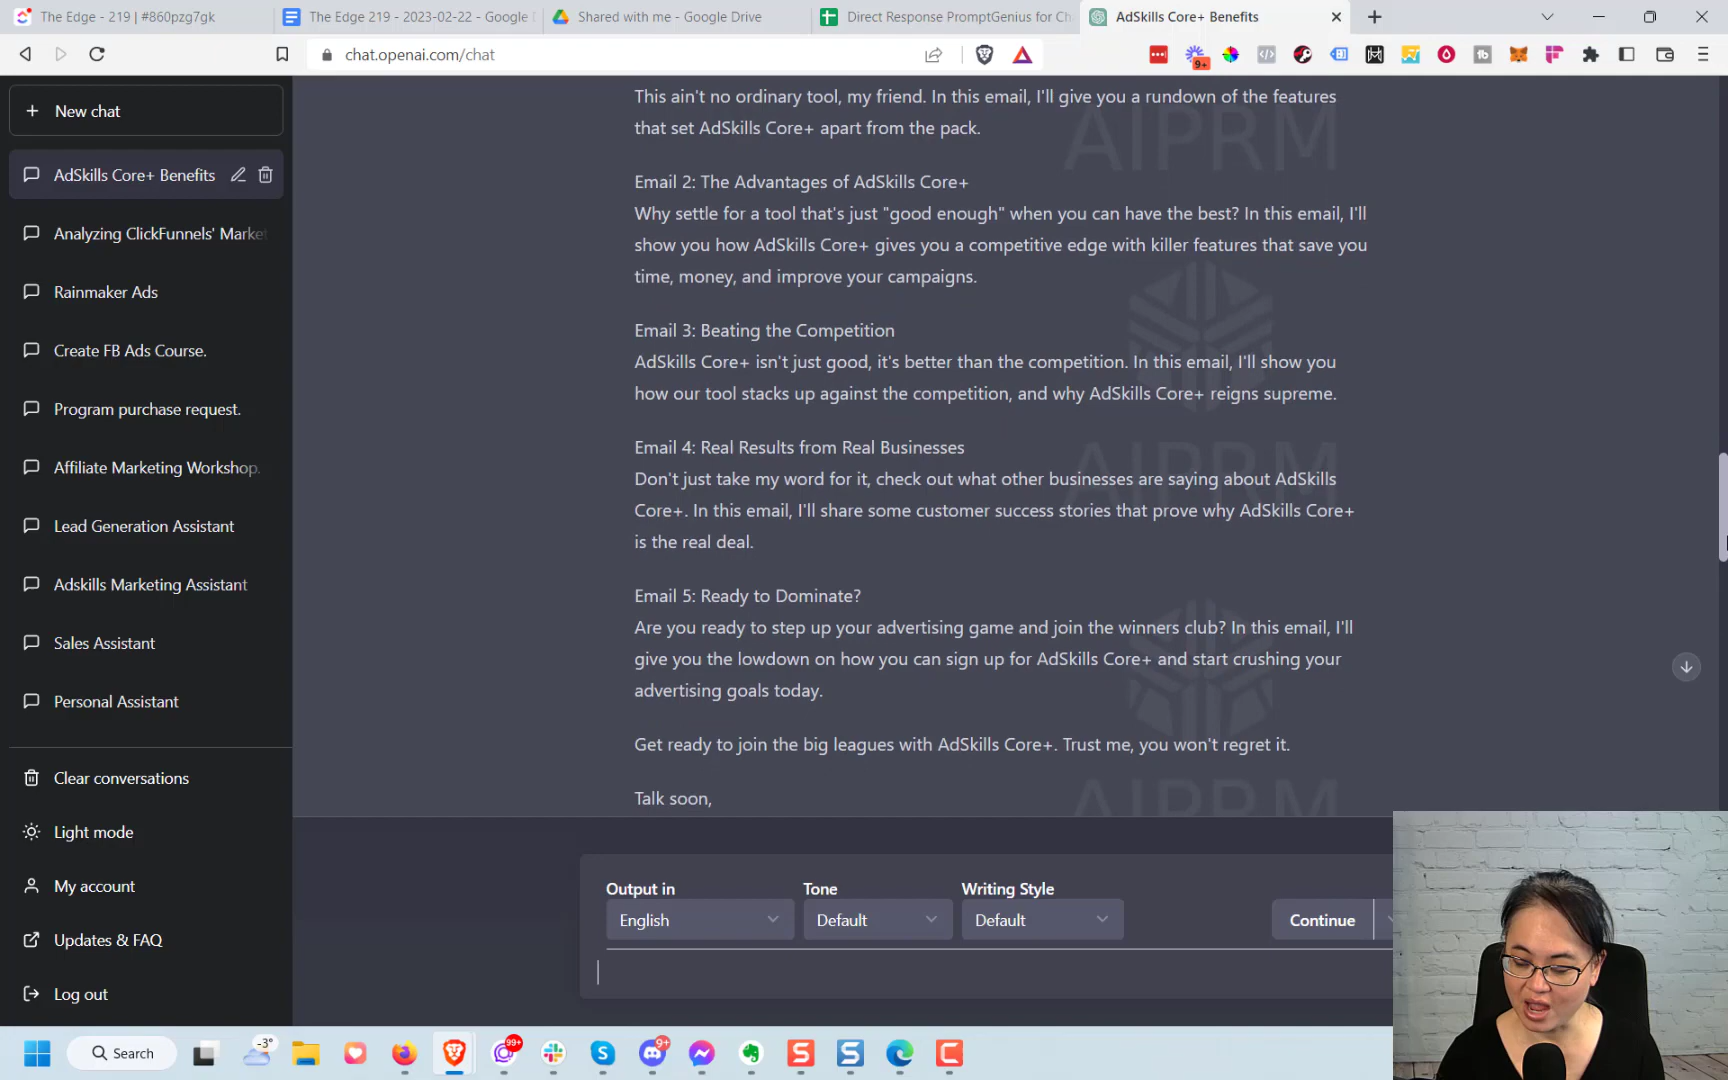 The Edge - 219 | #860pzg7gk
The Edge 219 - 2023-02-22 - Google D
Shared with me - Google Drive
Direct Response PromptGenius for Ch
AdSkills Core+ Benefits
chat.openai.com/chat
9+
New chat
AdSkills Core+ Benefits
Analyzing ClickFunnels' Market
Rainmaker Ads
Create FB Ads Course.
Program purchase request.
Affiliate Marketing Workshop.
Lead Generation Assistant
Adskills Marketing Assistant
Sales Assistant
Personal Assistant
Clear conversations
Light mode
My account
Updates & FAQ
Log out
This ain't no ordinary tool, my friend. In this email, I'll give you a rundown of the features
that set AdSkills Core+ apart from the pack.
Email 2: The Advantages of AdSkills Core+
Why settle for a tool that's just "good enough" when you can have the best? In this email, I'll
show you how AdSkills Core+ gives you a competitive edge with killer features that save you
time, money, and improve your campaigns.
Email 3: Beating the Competition
AdSkills Core+ isn't just good, it's better than the competition. In this email, I'll show you
how our tool stacks up against the competition, and why AdSkills Core+ reigns supreme.
Email 4: Real Results from Real Businesses
Don't just take my word for it, check out what other businesses are saying about AdSkills
Core+. In this email, I'll share some customer success stories that prove why AdSkills Core+
is the real deal.
Email 5: Ready to Dominate?
Are you ready to step up your advertising game and join the winners club? In this email, I'll
give you the lowdown on how you can sign up for AdSkills Core+ and start crushing your
advertising goals today.
Get ready to join the big leagues with AdSkills Core+. Trust me, you won't regret it.
Talk soon,
AIPRM
AIPRM
AIPRM
Output in
Tone
Writing Style
English
Default
Default
Continue
Search
-3°
99+
9+